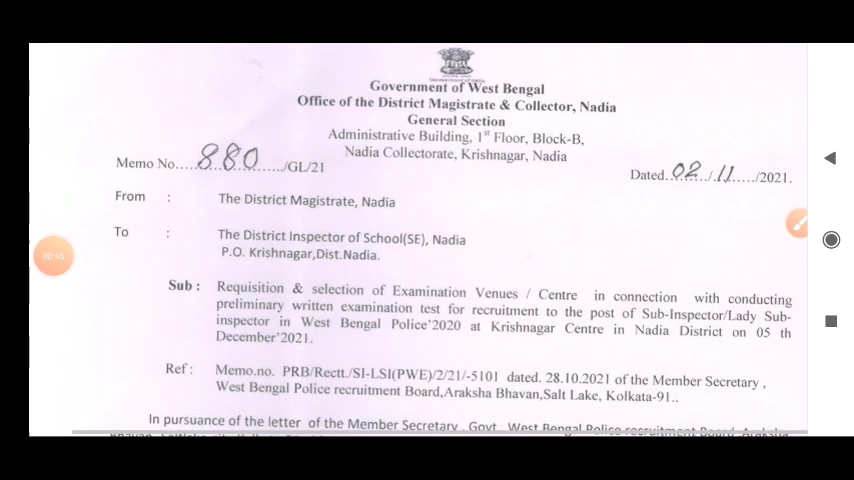 Government of India
Government of West Bengal
Office of the District Magistrate & Collector, Nadia
General Section
Administrative Building, 1st Floor, Block-B,
Nadia Collectorate, Krishnagar, Nadia
Memo No.....880............/GL/21
Dated..02..../.11...../2021.
From : The District Magistrate, Nadia
To : The District Inspector of School(SE), Nadia
P.O. Krishnagar,Dist.Nadia.
00:45
Sub : Requisition & selection of Examination Venues / Centre in connection with conducting
preliminary written examination test for recruitment to the post of Sub-Inspector/Lady Sub-
inspector in West Bengal Police'2020 at Krishnagar Centre in Nadia District on 05 th
December'2021.
Ref : Memo.no. PRB/Rectt./SI-LSI(PWE)/2/21/-5101 dated. 28.10.2021 of the Member Secretary ,
West Bengal Police recruitment Board,Araksha Bhavan,Salt Lake, Kolkata-91..
In pursuance of the letter of the Member Secretary , Govt West Bengal Police recruitment Board, Araksha